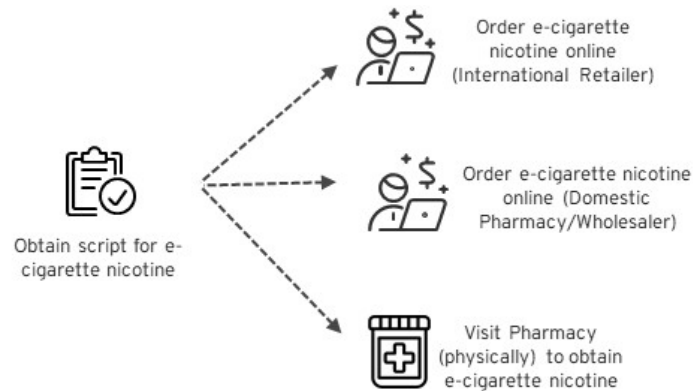 Order e-cigarette
nicotine online
(International Retailer)
Obtain script for e-
cigarette nicotine
Order e-cigarette nicotine
online (Domestic
Pharmacy/Wholesaler)
Visit Pharmacy
(physically) to obtain
e-cigarette nicotine